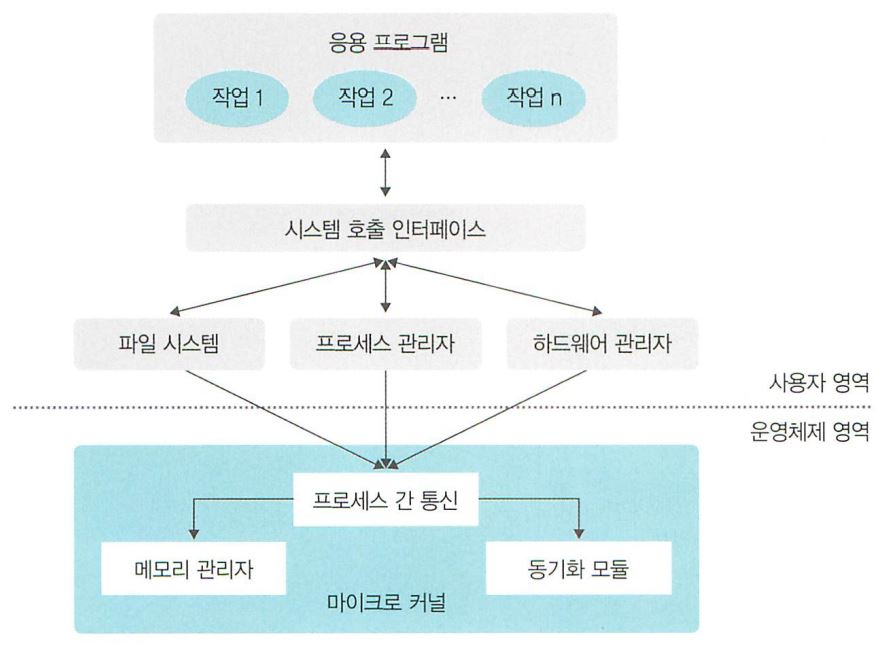 응용 프로그램
작업 1 작업 2 ··· 작업 n
시스템 호출 인터페이스
파일 시스템 프로세스 관리자 하드웨어 관리자
사용자 영역
운영체제 영역
프로세스 간 통신
메모리 관리자 동기화 모듈
마이크로 커널